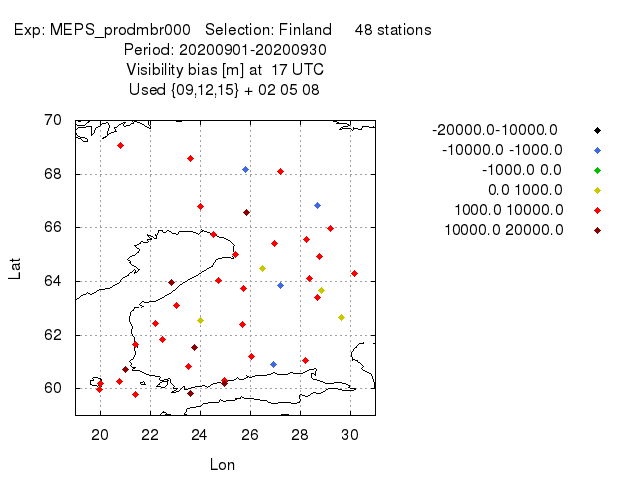 Exp: MEPS_prodmbr000 Selection: Finland 48 stations
Period: 20200901-20200930
Visibility bias [m] at 17 UTC
Used {09,12,15} + 02 05 08
-20000.0-10000.0
-10000.0 -1000.0
-1000.0 0.0
0.0 1000.0
1000.0 10000.0
10000.0 20000.0
70
68
66
64
62
60
Lat
20 22 24 26 28 30
Lon